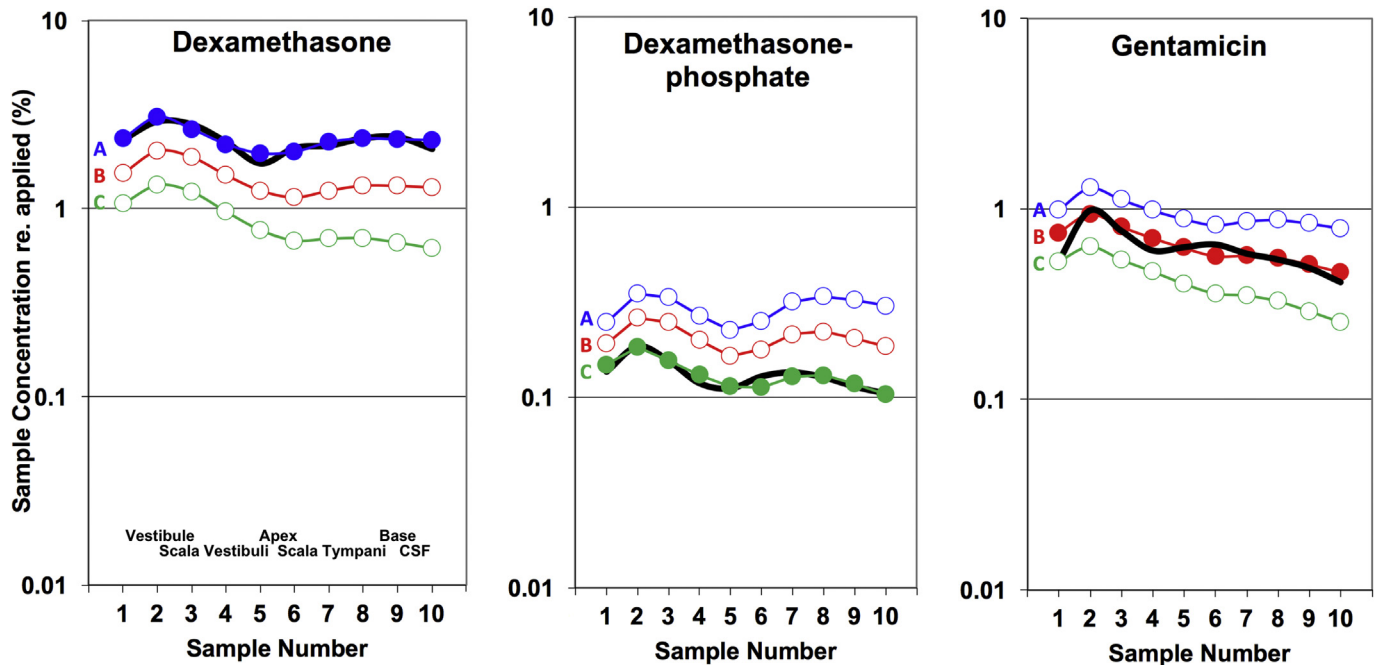 Sample Concentration re. applied (%)
Dexamethasone
10
1
0.1
0.01
A
B
C
Vestibule Apex Base
Scala Vestibuli Scala Tympani CSF
1 2 3 4 5 6 7 8 9 10
Sample Number
Dexamethasone-
phosphate
10
1
0.1
0.01
A
B
C
1 2 3 4 5 6 7 8 9 10
Sample Number
Gentamicin
10
1
0.1
0.01
A
B
C
1 2 3 4 5 6 7 8 9 10
Sample Number